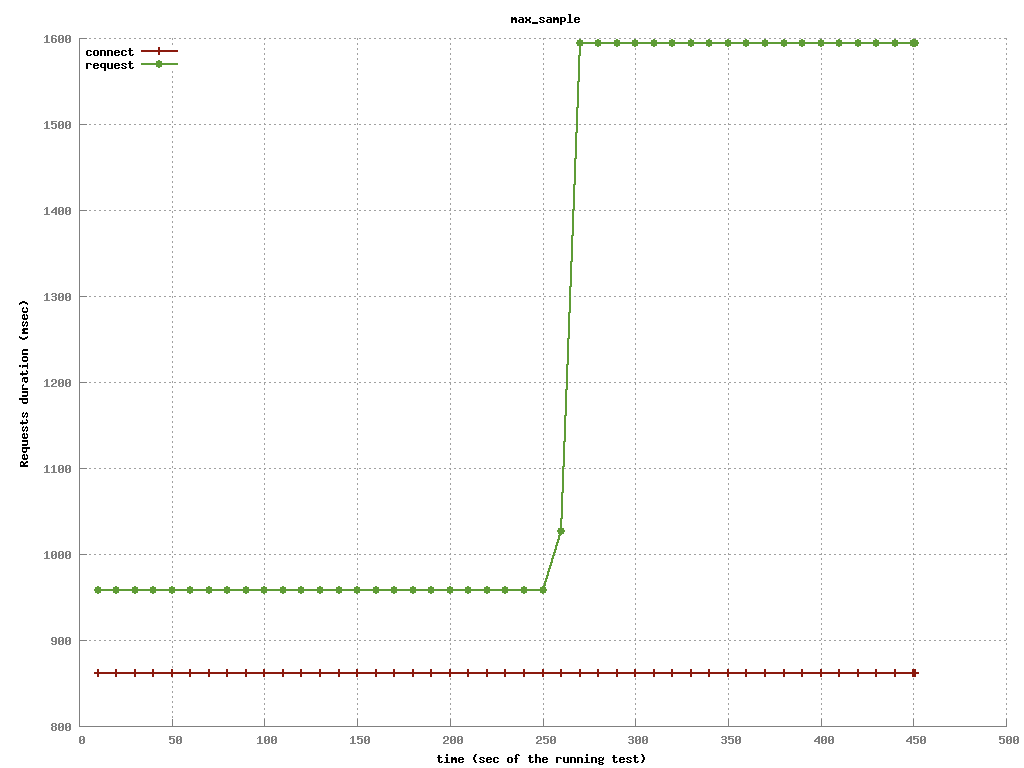 max_sample
connect
request
1600
1500
1400
1300
1200
1100
1000
900
800
Requests duration (msec)
0 50 100 150 200 250 300 350 400 450 500
time (sec of the running test)